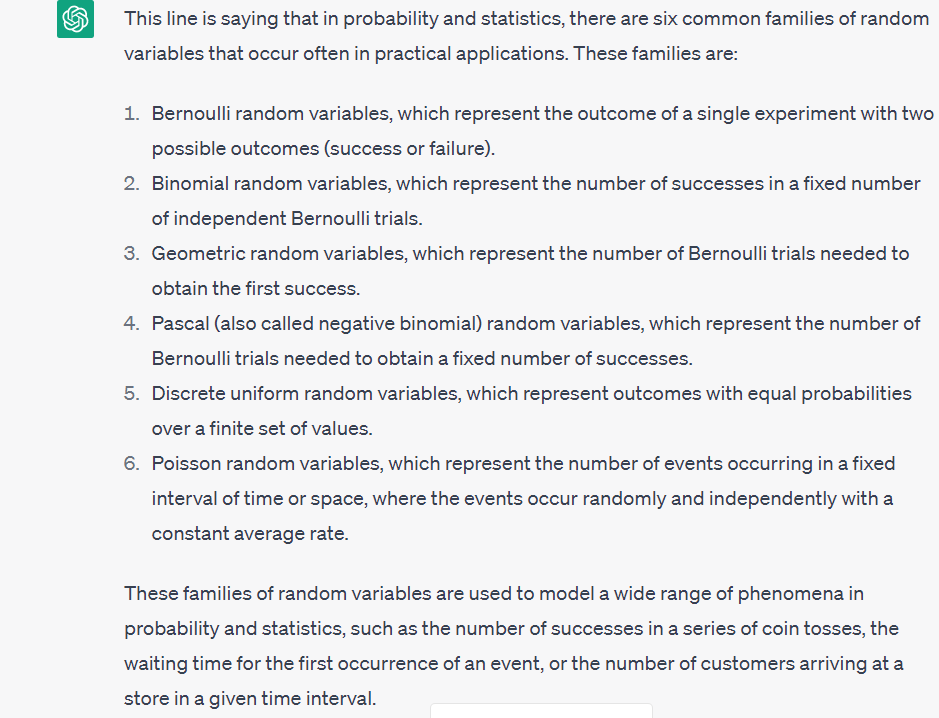 This line is saying that in probability and statistics, there are six common families of random
variables that occur often in practical applications. These families are:
1. Bernoulli random variables, which represent the outcome of a single experiment with two
possible outcomes (success or failure).
2. Binomial random variables, which represent the number of successes in a fixed number
of independent Bernoulli trials.
3. Geometric random variables, which represent the number of Bernoulli trials needed to
obtain the first success.
4. Pascal (also called negative binomial) random variables, which represent the number of
Bernoulli trials needed to obtain a fixed number of successes.
5. Discrete uniform random variables, which represent outcomes with equal probabilities
over a finite set of values.
6. Poisson random variables, which represent the number of events occurring in a fixed
interval of time or space, where the events occur randomly and independently with a
constant average rate.
These families of random variables are used to model a wide range of phenomena in
probability and statistics, such as the number of successes in a series of coin tosses, the
waiting time for the first occurrence of an event, or the number of customers arriving at a
store in a given time interval.